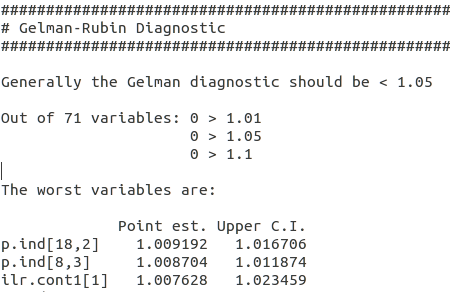 ##################################################
# Gelman-Rubin Diagnostic
##################################################
Generally the Gelman diagnostic should be < 1.05
Out of 71 variables: 0 > 1.01
0 > 1.05
0 > 1.1
The worst variables are:
Point est. Upper C.I.
p.ind[18,2] 1.009192 1.016706
p.ind[8,3] 1.008704 1.011874
ilr.cont1[1] 1.007628 1.023459